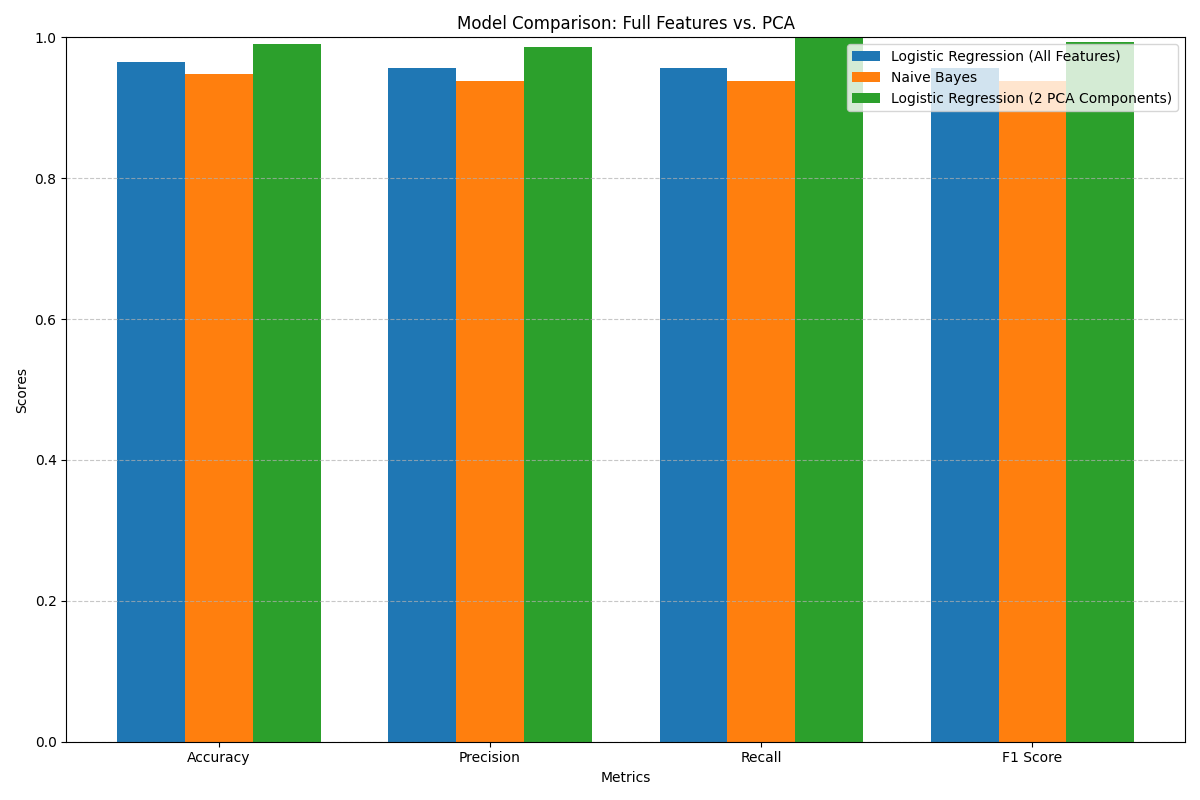 Model Comparison: Full Features vs. PCA
Logistic Regression (All Features)
Naive Bayes
Logistic Regression (2 PCA Components)
1.0
0.8
0.6
0.4
0.2
0.0
Scores
Accuracy
Precision
Recall
F1 Score
Metrics